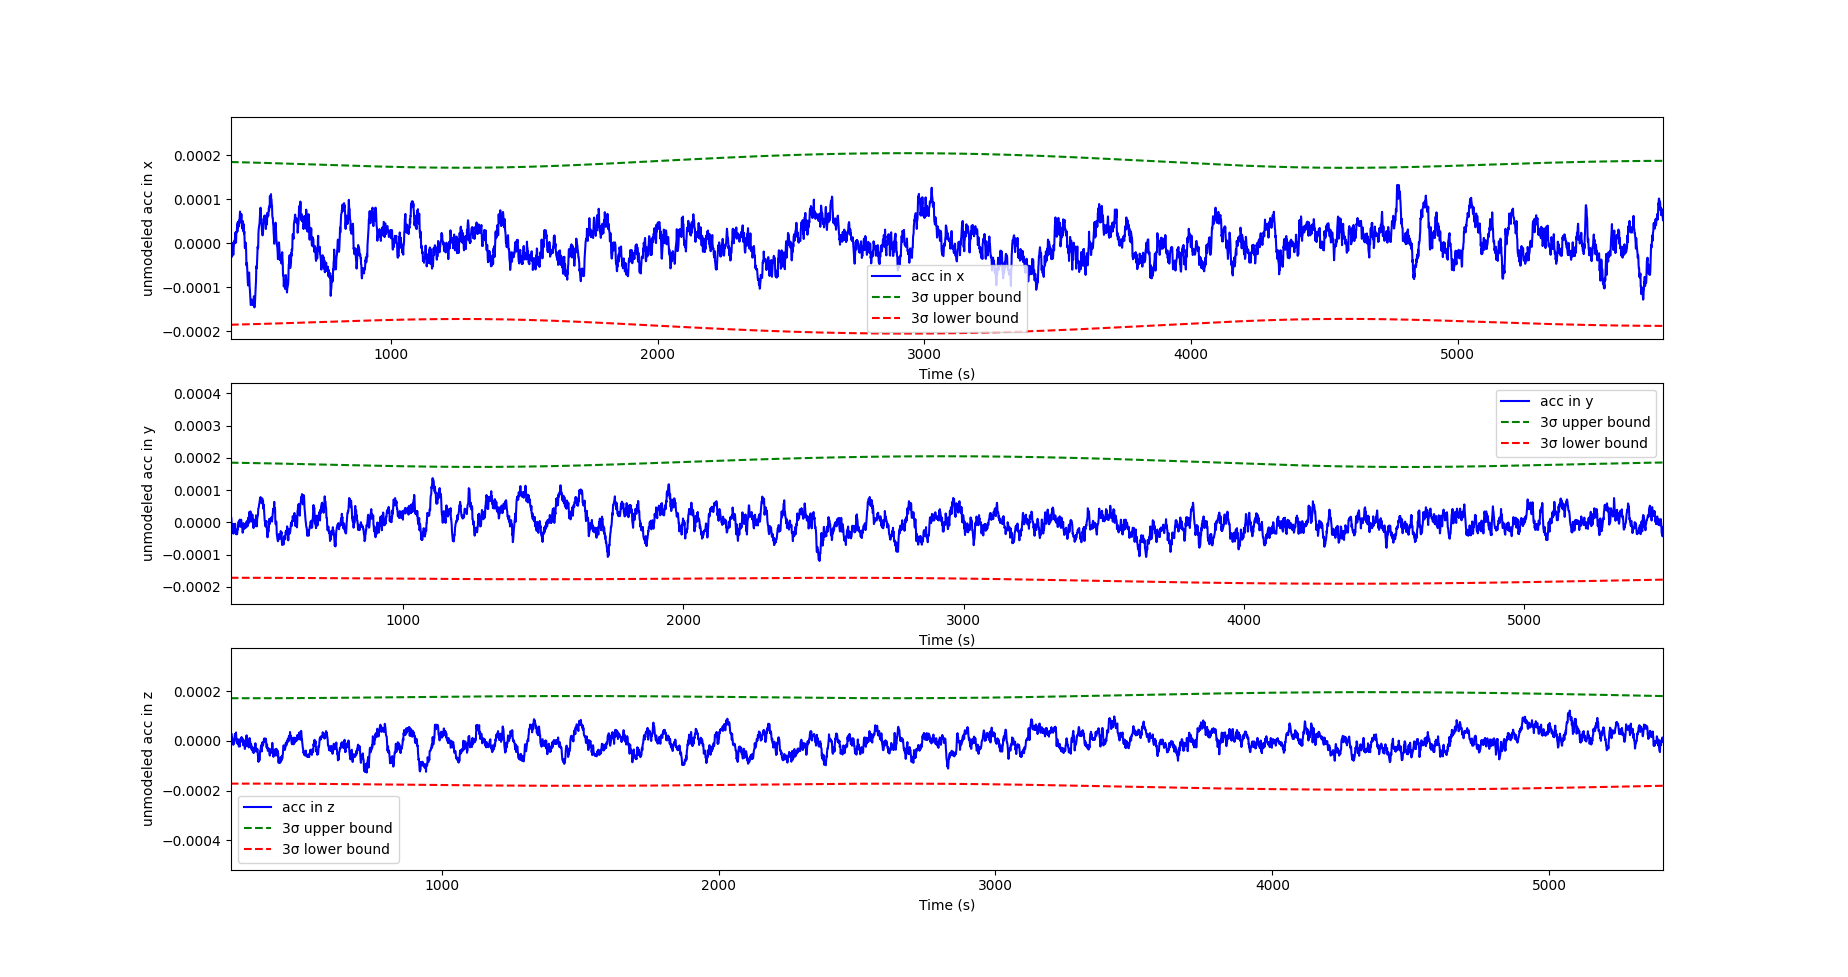 unmodeled acc in x
0.0002
0.0001
0.0000
−0.0001
−0.0002
acc in x
3σ upper bound
3σ lower bound
1000 2000 3000 4000 5000
Time (s)
unmodeled acc in y
0.0004
0.0003
0.0002
0.0001
0.0000
−0.0001
−0.0002
acc in y
3σ upper bound
3σ lower bound
1000 2000 3000 4000 5000
Time (s)
unmodeled acc in z
0.0002
0.0000
−0.0002
−0.0004
acc in z
3σ upper bound
3σ lower bound
1000 2000 3000 4000 5000
Time (s)